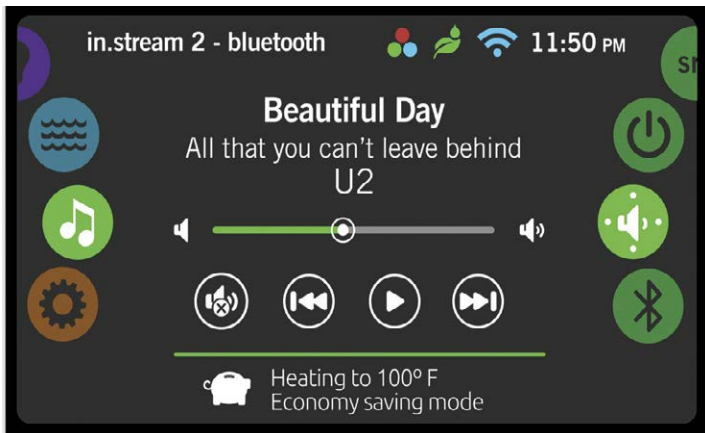 in.stream 2 - bluetooth
11:50 PM
Beautiful Day
All that you can't leave behind
U2
Heating to 100º F
Economy saving mode